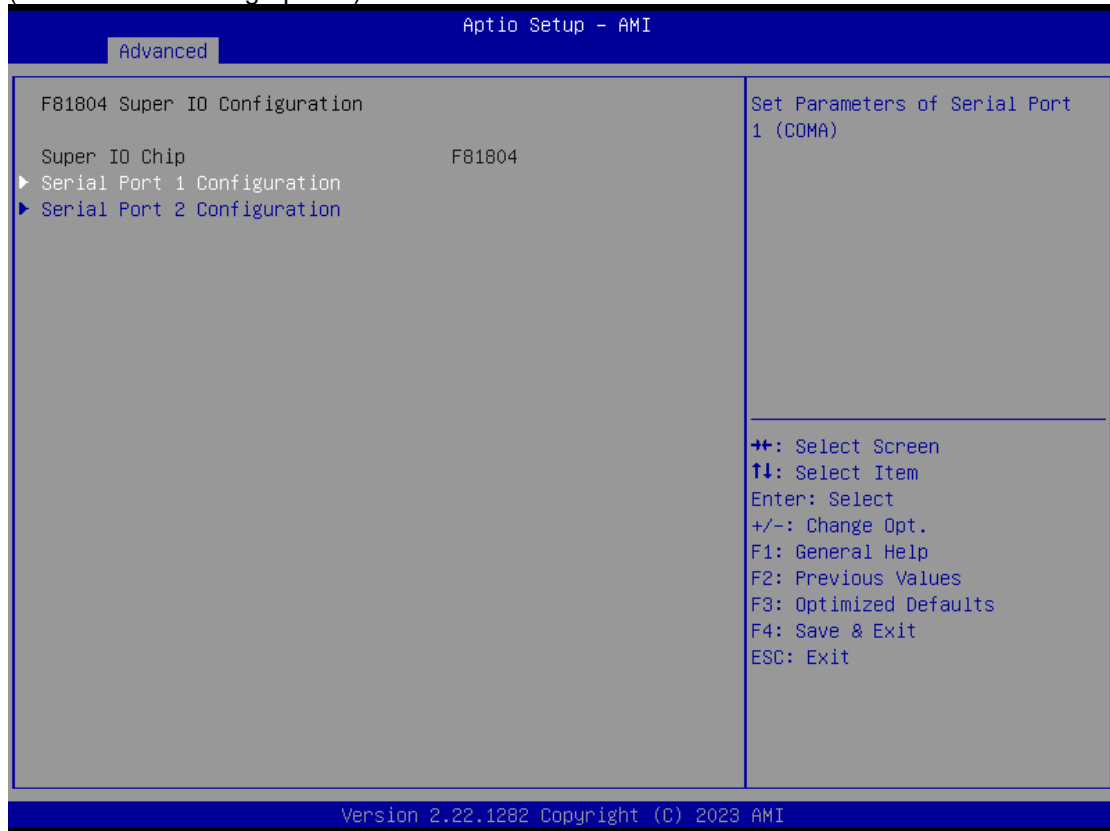 Aptio Setup – AMI
Advanced
F81804 Super IO Configuration
Super IO Chip F81804
Serial Port 1 Configuration
Serial Port 2 Configuration
Set Parameters of Serial Port
1 (COMA)
→←: Select Screen
↑↓: Select Item
Enter: Select
+/-: Change Opt.
F1: General Help
F2: Previous Values
F3: Optimized Defaults
F4: Save & Exit
ESC: Exit
Version 2.22.1282 Copyright (C) 2023 AMI